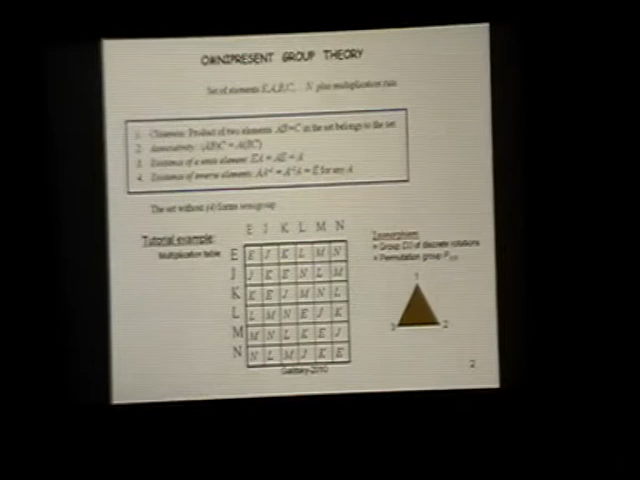 OMNIPRESENT GROUP THEORY
Set of elements E,A,B,C, N plus multiplication rule
1. Closeness: Product of two elements AB=C in the set belongs to the set
2. Associativity: (AB)C = A(BC)
3. Existence of a unit element: EA = AE = A
4. Existence of inverse elements: AA⁻¹ = A⁻¹A = E for any A
The set without (4) forms semigroup
Tutorial example:
Multiplication table
E J K L M N
E E J K L M N
J J K E N L M
K K E J M N L
L L M N E J K
M M N L K E J
N N L M J K E
Isomorphism:
= Group of discrete rotations
= Permutation group
1
3 2
2